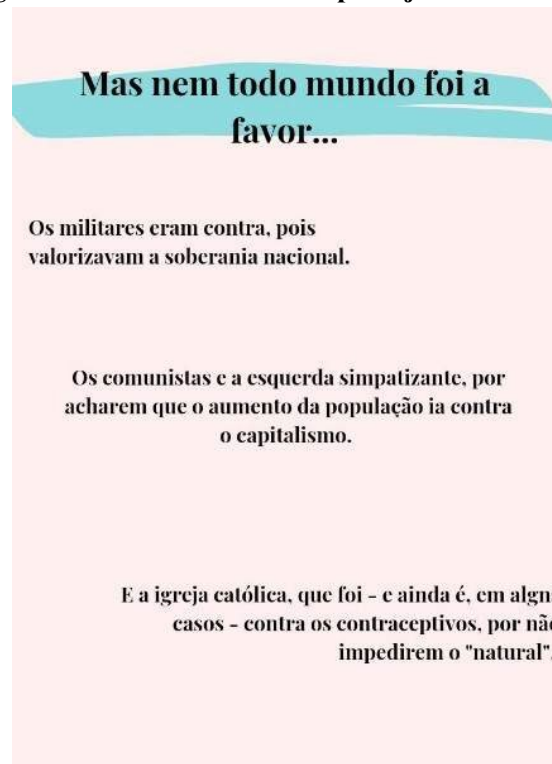 Mas nem todo mundo foi a
favor...
Os militares eram contra, pois
valorizavam a soberania nacional.
Os comunistas e a esquerda simpatizante, por
acharem que o aumento da população ia contra
o capitalismo.
E a igreja católica, que foi - e ainda é, em algns
casos - contra os contraceptivos, por não
impedirem o "natural".